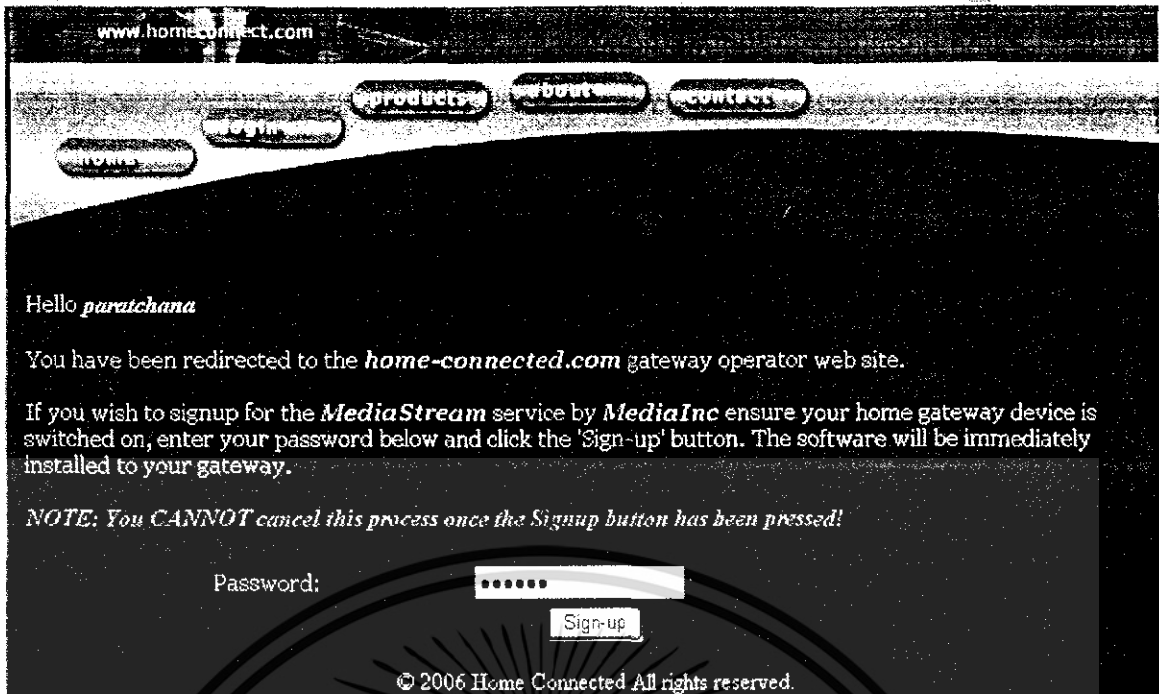 www.homeconnect.com
products
about
contact
login
home
Hello paratchana
You have been redirected to the home-connected.com gateway operator web site.
If you wish to signup for the MediaStream service by MediaInc ensure your home gateway device is
switched on, enter your password below and click the 'Sign-up' button. The software will be immediately
installed to your gateway.
NOTE: You CANNOT cancel this process once the Signup button has been pressed!
Password:
Sign-up
© 2006 Home Connected All rights reserved.